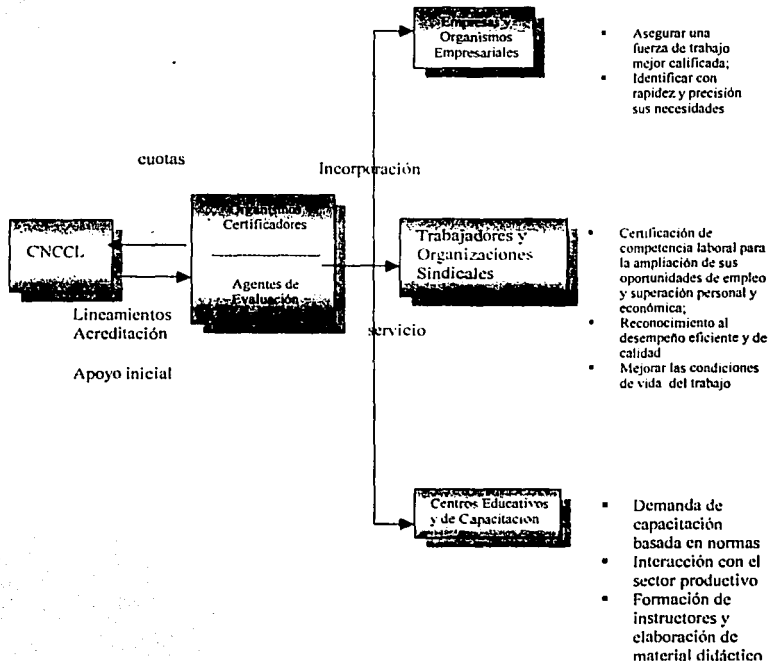 Empresas y
Organismos
Empresariales
▪ Asegurar una
fuerza de trabajo
mejor calificada;
▪ Identificar con
rapidez y precisión
sus necesidades
cuotas
Incorporación
CNCCL
Organismos
Certificadores
Agentes de
Evaluación
Trabajadores y
Organizaciones
Sindicales
▪ Certificación de
competencia laboral para
la ampliación de sus
oportunidades de empleo
y superación personal y
económica;
▪ Reconocimiento al
desempeño eficiente y de
calidad
▪ Mejorar las condiciones
de vida del trabajo
Lineamientos
Acreditación
Apoyo inicial
servicio
Centros Educativos
y de Capacitación
▪ Demanda de
capacitación
basada en normas
▪ Interacción con el
sector productivo
▪ Formación de
instructores y
elaboración de
material didáctico